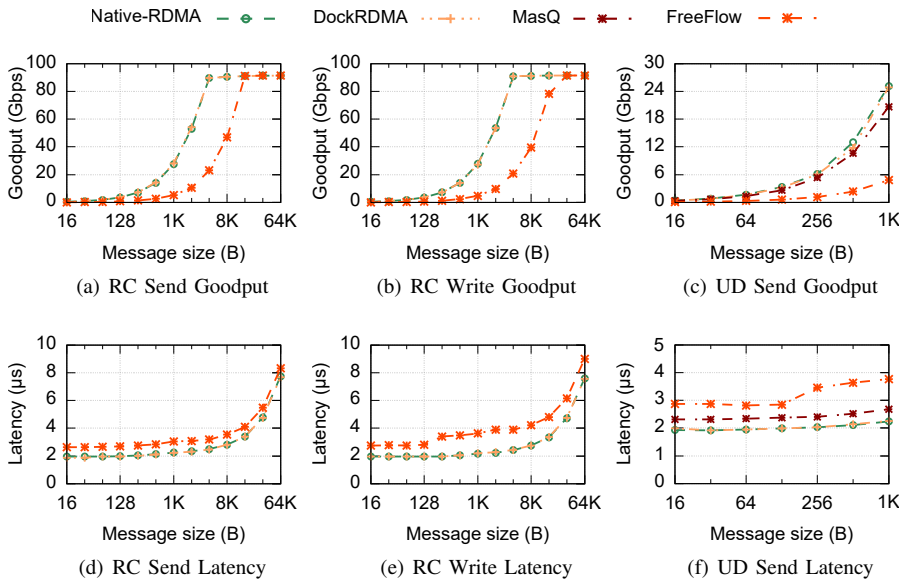 Native-RDMA DockRDMA MasQ FreeFlow
Goodput (Gbps)
100
80
60
40
20
0
16 128 1K 8K 64K
Message size (B)
(a) RC Send Goodput
Goodput (Gbps)
100
80
60
40
20
0
16 128 1K 8K 64K
Message size (B)
(b) RC Write Goodput
Goodput (Gbps)
30
24
18
12
6
0
16 64 256 1K
Message size (B)
(c) UD Send Goodput
Latency (μs)
10
8
6
4
2
0
16 128 1K 8K 64K
Message size (B)
(d) RC Send Latency
Latency (μs)
10
8
6
4
2
0
16 128 1K 8K 64K
Message size (B)
(e) RC Write Latency
Latency (μs)
5
4
3
2
1
0
16 64 256 1K
Message size (B)
(f) UD Send Latency